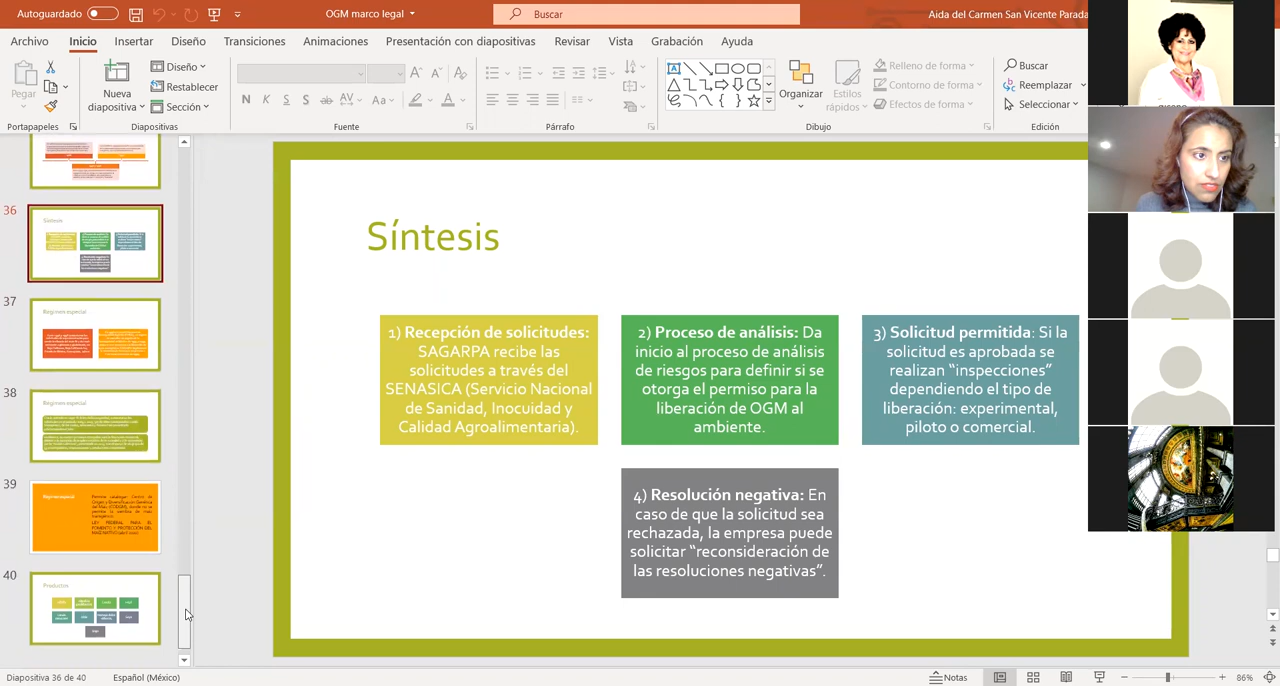 Autoguardado
OGM marco legal
Buscar
Aida del Carmen San Vicente Parada
Archivo
Inicio
Insertar
Diseño
Transiciones
Animaciones
Presentación con diapositivas
Revisar
Vista
Grabación
Ayuda
Pegar
Nueva
diapositiva
Diseño
Restablecer
Sección
N K S S ab AV Aa A
Organizar
Estilos
rápidos
Relleno de forma
Contorno de forma
Efectos de forma
Buscar
Reemplazar
Seleccionar
Portapapeles
Diapositivas
Fuente
Párrafo
Dibujo
Edición
36
Síntesis
37
Régimen especial
38
Régimen especial
39
Régimen especial
40
Productos
Síntesis
1) Recepción de solicitudes:
SAGARPA recibe las
solicitudes a través del
SENASICA (Servicio Nacional
de Sanidad, Inocuidad y
Calidad Agroalimentaria).
2) Proceso de análisis: Da
inicio al proceso de análisis
de riesgos para definir si se
otorga el permiso para la
liberación de OGM al
ambiente.
3) Solicitud permitida: Si la
solicitud es aprobada se
realizan “inspecciones”
dependiendo el tipo de
liberación: experimental,
piloto o comercial.
4) Resolución negativa: En
caso de que la solicitud sea
rechazada, la empresa puede
solicitar “reconsideración de
las resoluciones negativas”.
Diapositiva 36 de 40
Español (México)
Notas
86%